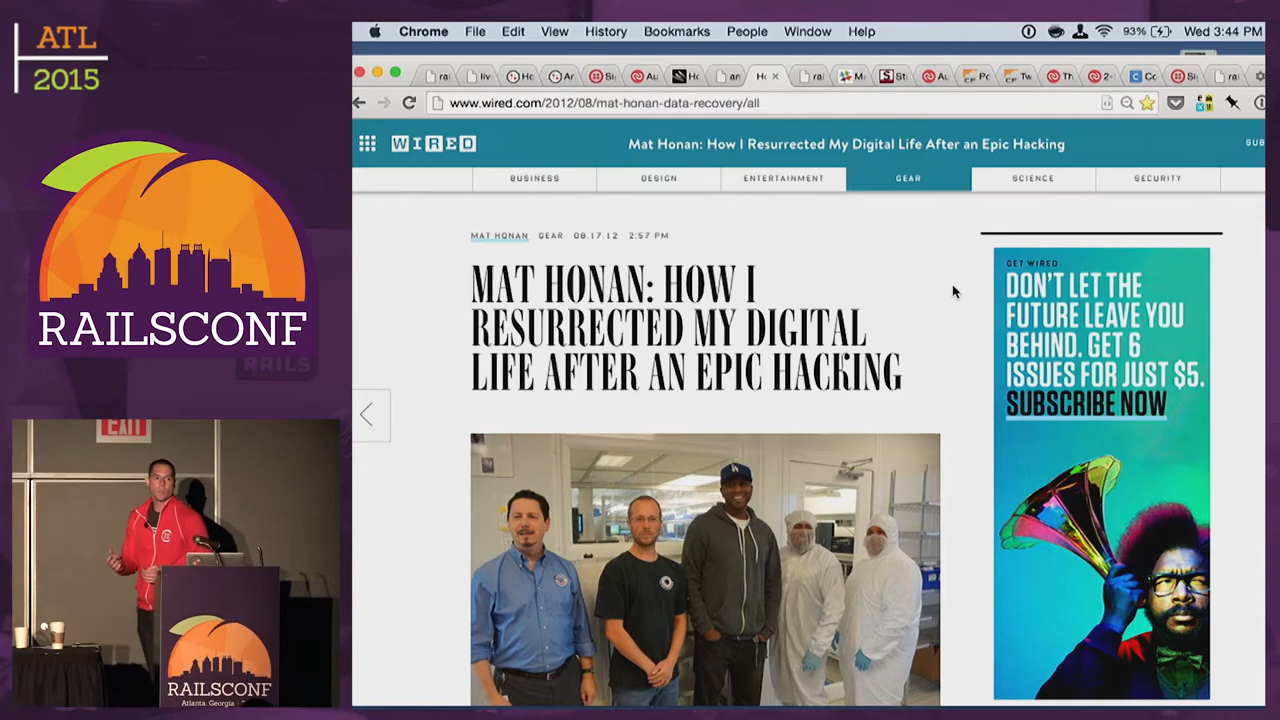 ATL
2015
RAILSCONF
RAILS
EXIT
RAILSCONF
Atlanta, Georgia
Chrome File Edit View History Bookmarks People Window Help
93% Wed 3:44 PM
www.wired.com/2012/08/mat-honan-data-recovery/all
WIRED
Mat Honan: How I Resurrected My Digital Life After an Epic Hacking
SUB
BUSINESS DESIGN ENTERTAINMENT GEAR SCIENCE SECURITY
MAT HONAN GEAR 08.17.12 2:57 PM
MAT HONAN: HOW I
RESURRECTED MY DIGITAL
LIFE AFTER AN EPIC HACKING
GET WIRED
DON'T LET THE
FUTURE LEAVE YOU
BEHIND. GET 6
ISSUES FOR JUST $5.
SUBSCRIBE NOW